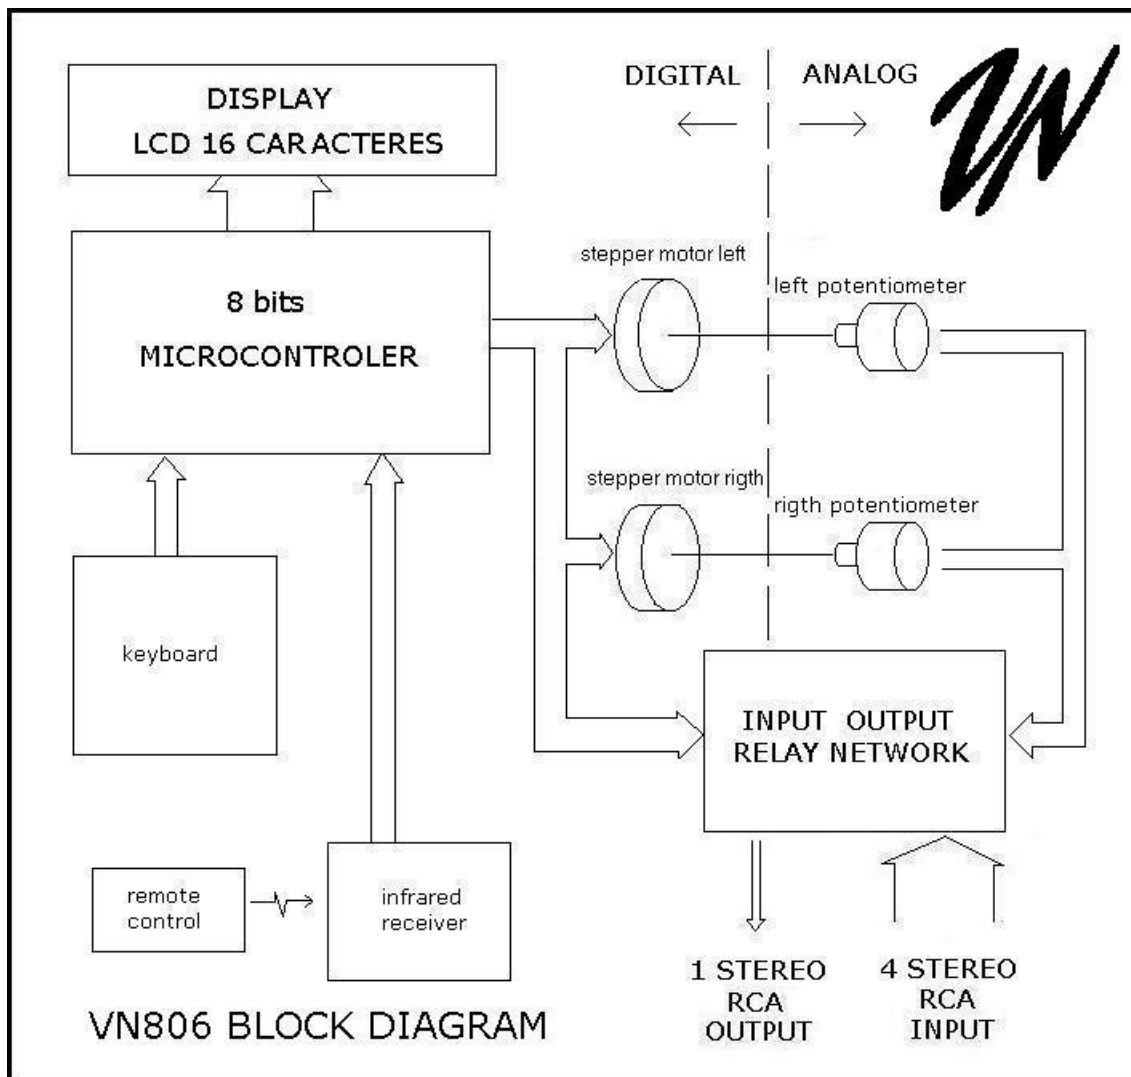 DISPLAY
LCD 16 CARACTERES
DIGITAL
ANALOG
VN
8 bits
MICROCONTROLER
stepper motor left
left potentiometer
stepper motor rigth
rigth potentiometer
keyboard
INPUT OUTPUT
RELAY NETWORK
remote
control
infrared
receiver
1 STEREO
RCA
OUTPUT
4 STEREO
RCA
INPUT
VN806 BLOCK DIAGRAM